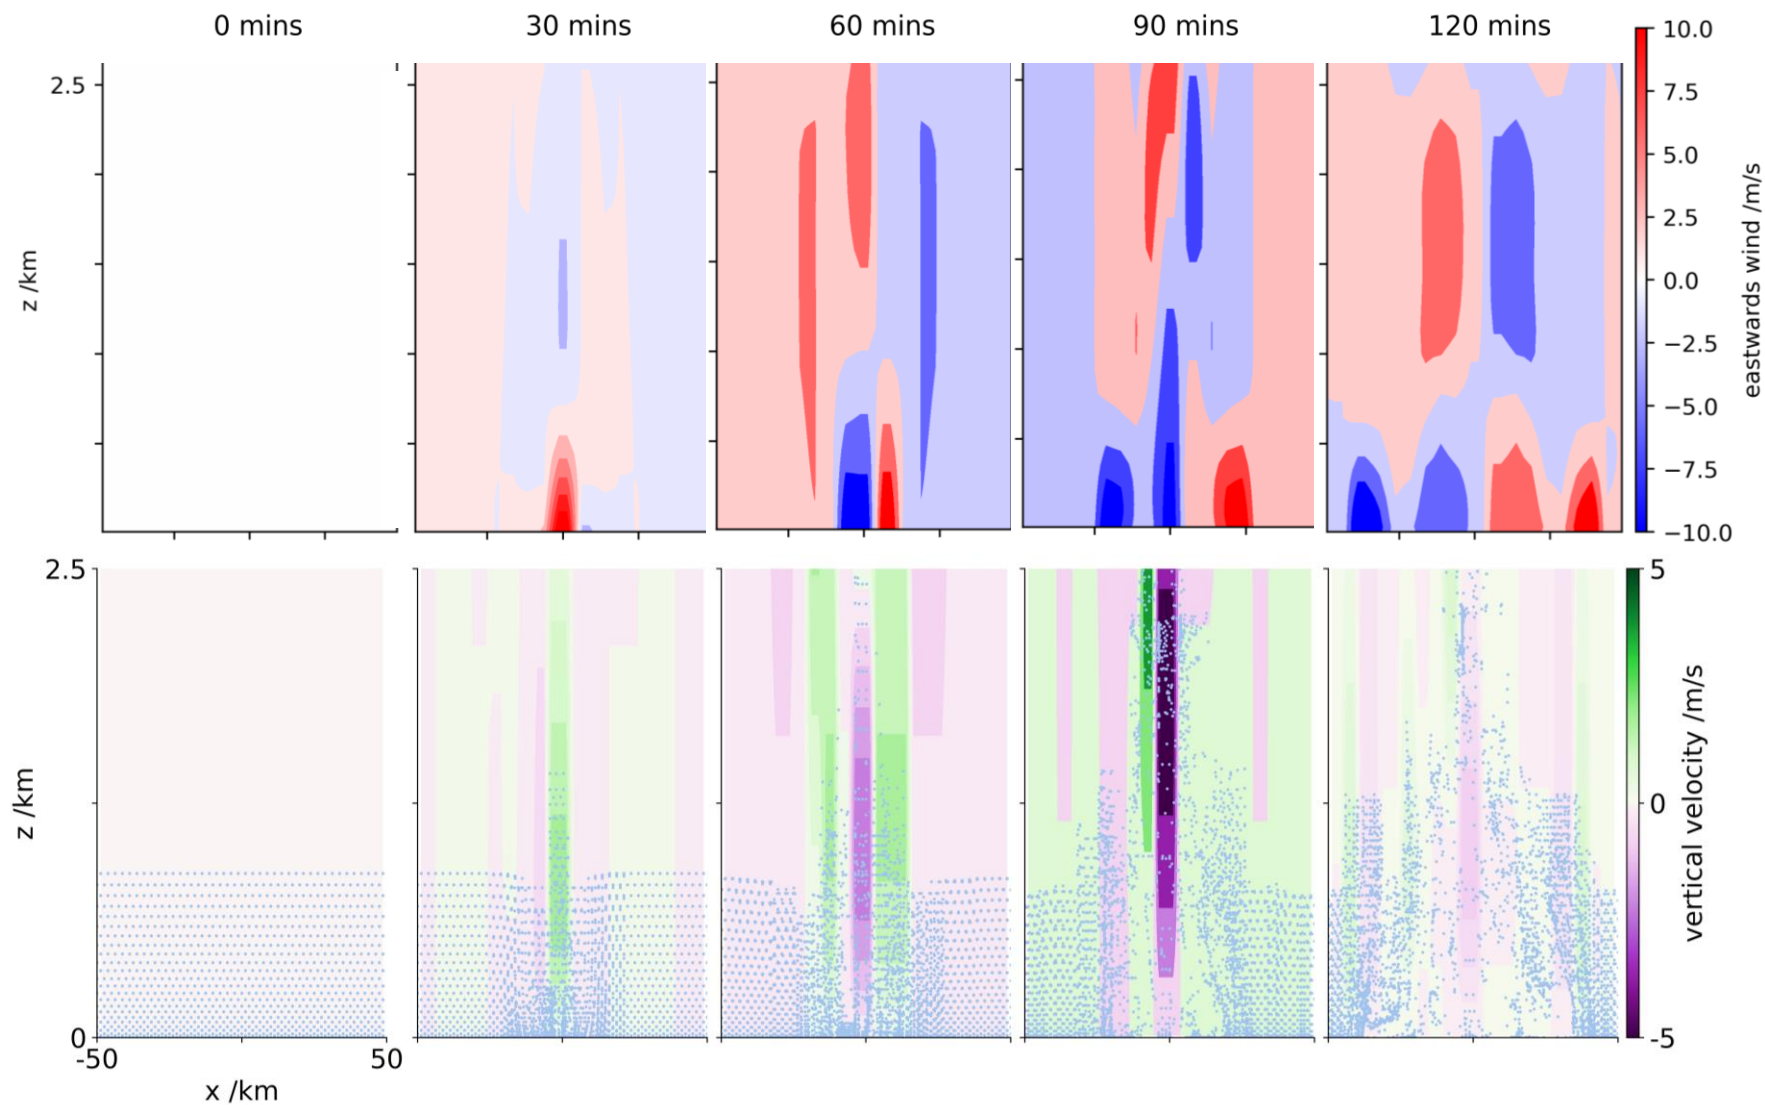 0 mins
30 mins
60 mins
90 mins
120 mins
2.5
z /km
10.0
7.5
5.0
2.5
0.0
−2.5
−5.0
−7.5
−10.0
eastwards wind /m/s
2.5
0
z /km
-50
50
x /km
5
0
-5
vertical velocity /m/s